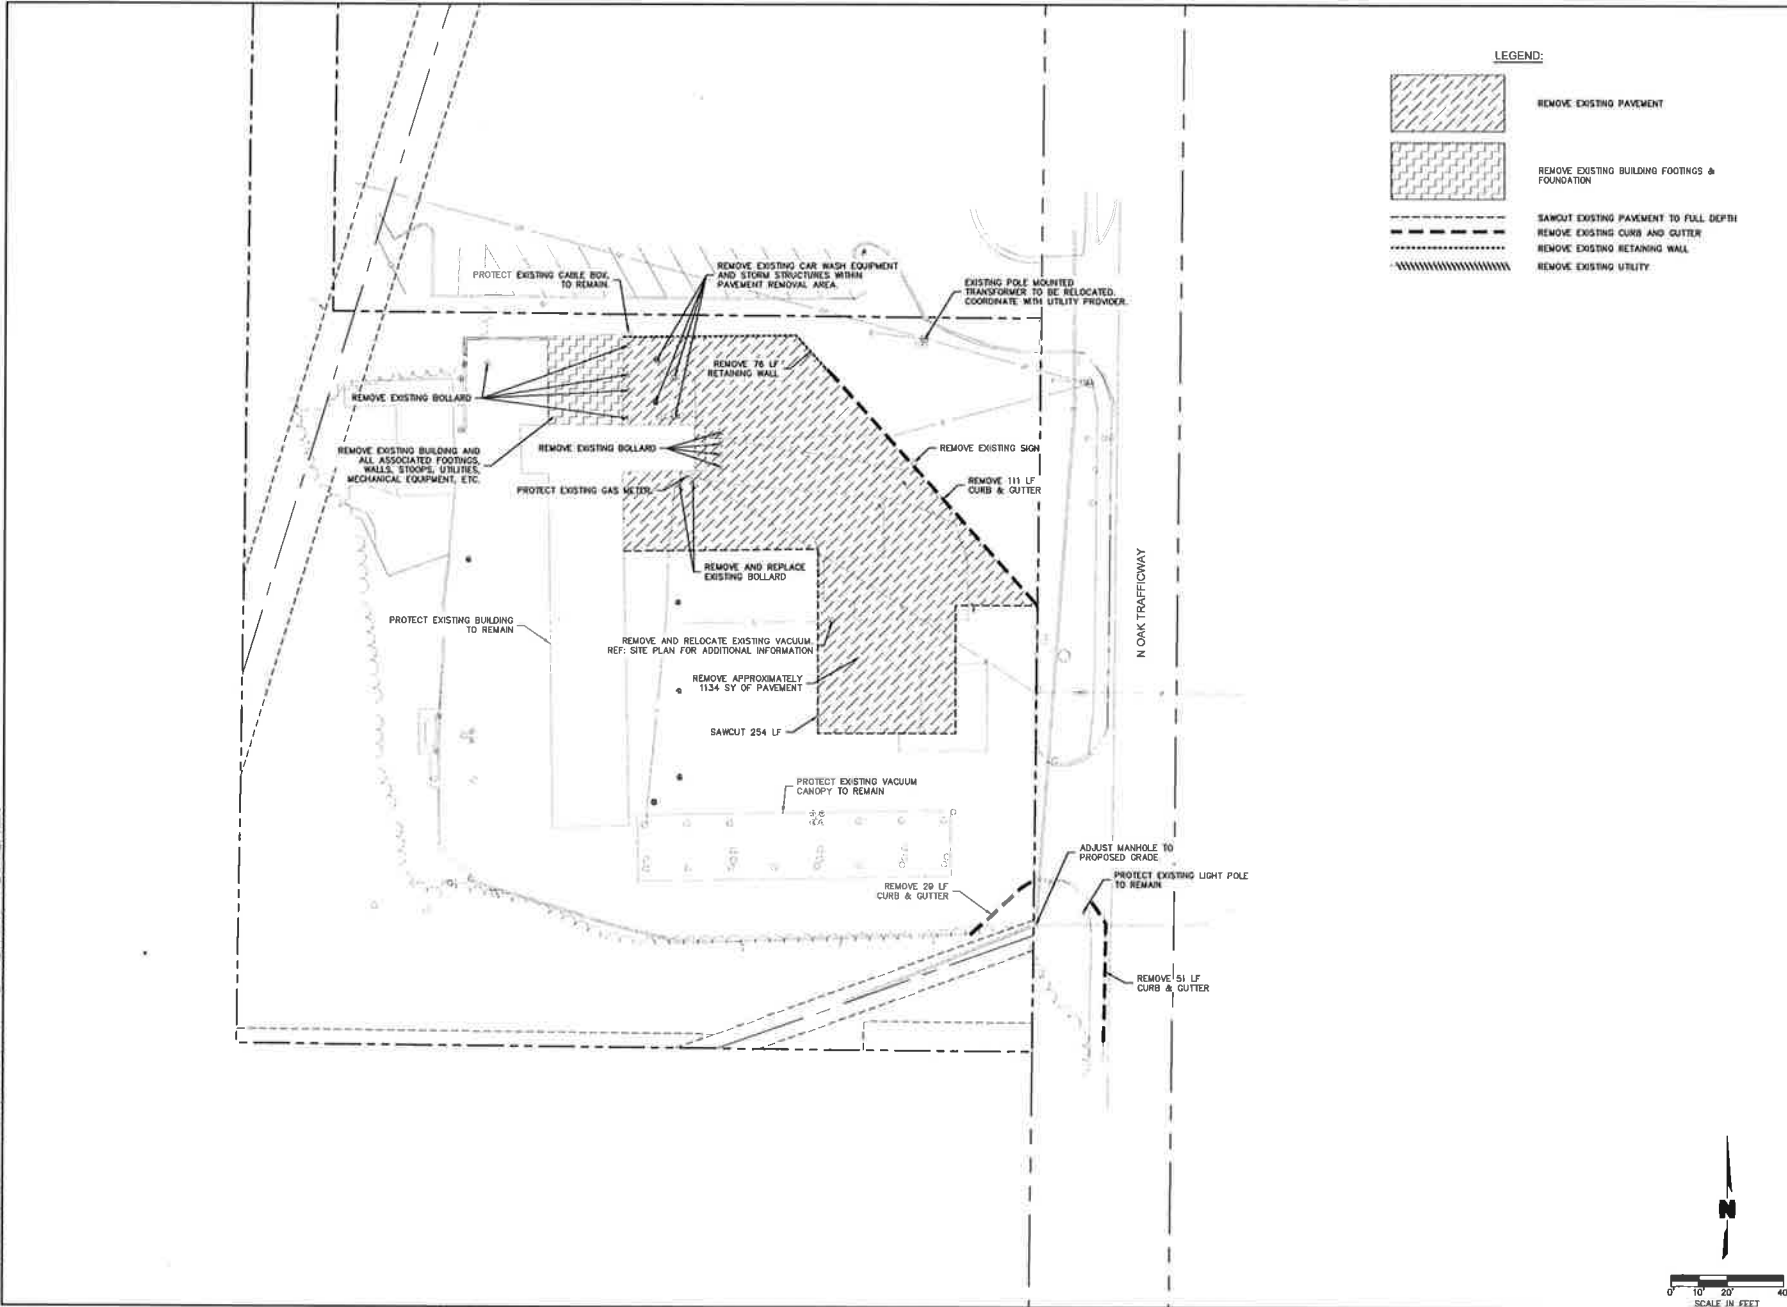 LEGEND:
REMOVE EXISTING PAVEMENT
REMOVE EXISTING BUILDING FOOTINGS &
FOUNDATION
SAWCUT EXISTING PAVEMENT TO FULL DEPTH
REMOVE EXISTING CURB AND GUTTER
REMOVE EXISTING RETAINING WALL
REMOVE EXISTING UTILITY
PROTECT EXISTING CABLE BOX,
TO REMAIN.
REMOVE EXISTING CAR WASH EQUIPMENT
AND STORM STRUCTURES WITHIN
PAVEMENT REMOVAL AREA.
EXISTING POLE MOUNTED
TRANSFORMER TO BE RELOCATED.
COORDINATE WITH UTILITY PROVIDER.
REMOVE 76 LF
RETAINING WALL
REMOVE EXISTING BOLLARD
REMOVE EXISTING BUILDING AND
ALL ASSOCIATED FOOTINGS,
WALLS, STOOPS, UTILITIES,
MECHANICAL EQUIPMENT, ETC.
REMOVE EXISTING BOLLARD
PROTECT EXISTING GAS METER.
REMOVE EXISTING SIGN
REMOVE 111 LF
CURB & GUTTER
REMOVE AND REPLACE
EXISTING BOLLARD
PROTECT EXISTING BUILDING
TO REMAIN
REMOVE AND RELOCATE EXISTING VACUUM.
REF: SITE PLAN FOR ADDITIONAL INFORMATION
REMOVE APPROXIMATELY
1134 SY OF PAVEMENT
SAWCUT 254 LF
N OAK TRAFFICWAY
PROTECT EXISTING VACUUM
CANOPY TO REMAIN
ADJUST MANHOLE TO
PROPOSED GRADE
PROTECT EXISTING LIGHT POLE
TO REMAIN
REMOVE 29 LF
CURB & GUTTER
REMOVE 51 LF
CURB & GUTTER
N
0' 10' 20' 40'
SCALE IN FEET